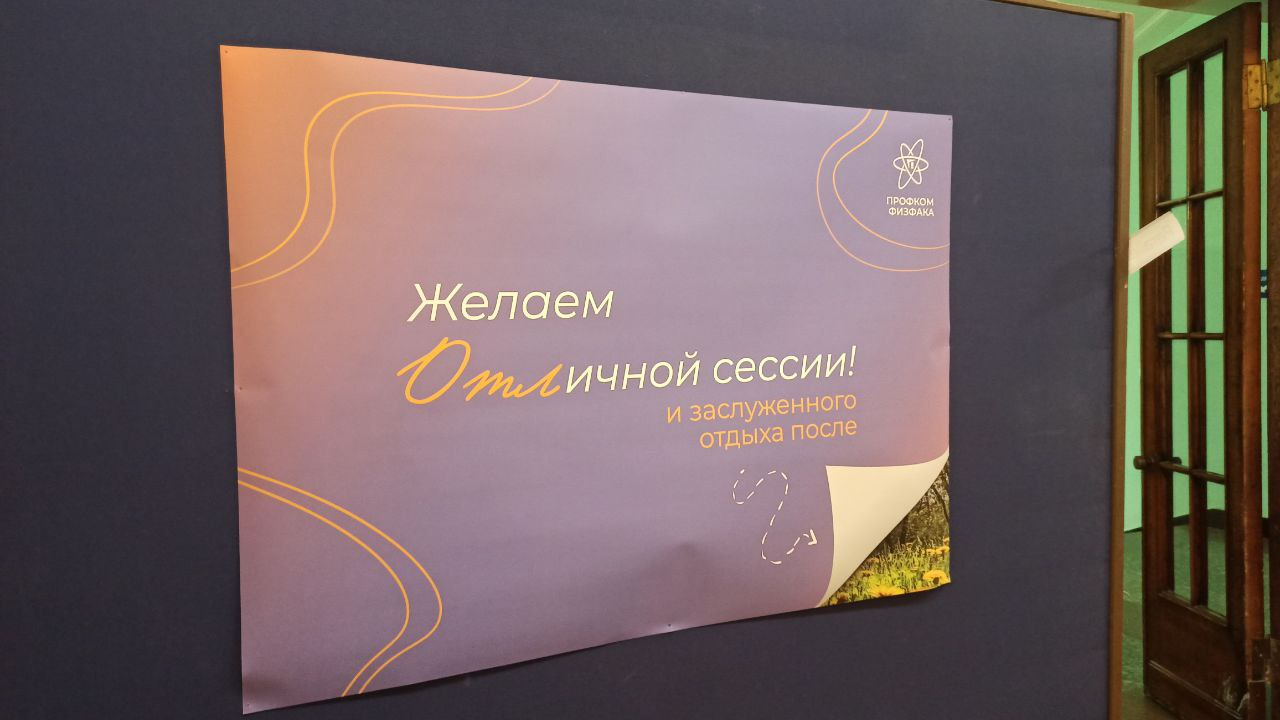 ПРОФКОМ
ФИЗФАКА
Желаем
Отличной сессии!
и заслуженного
отдыха после